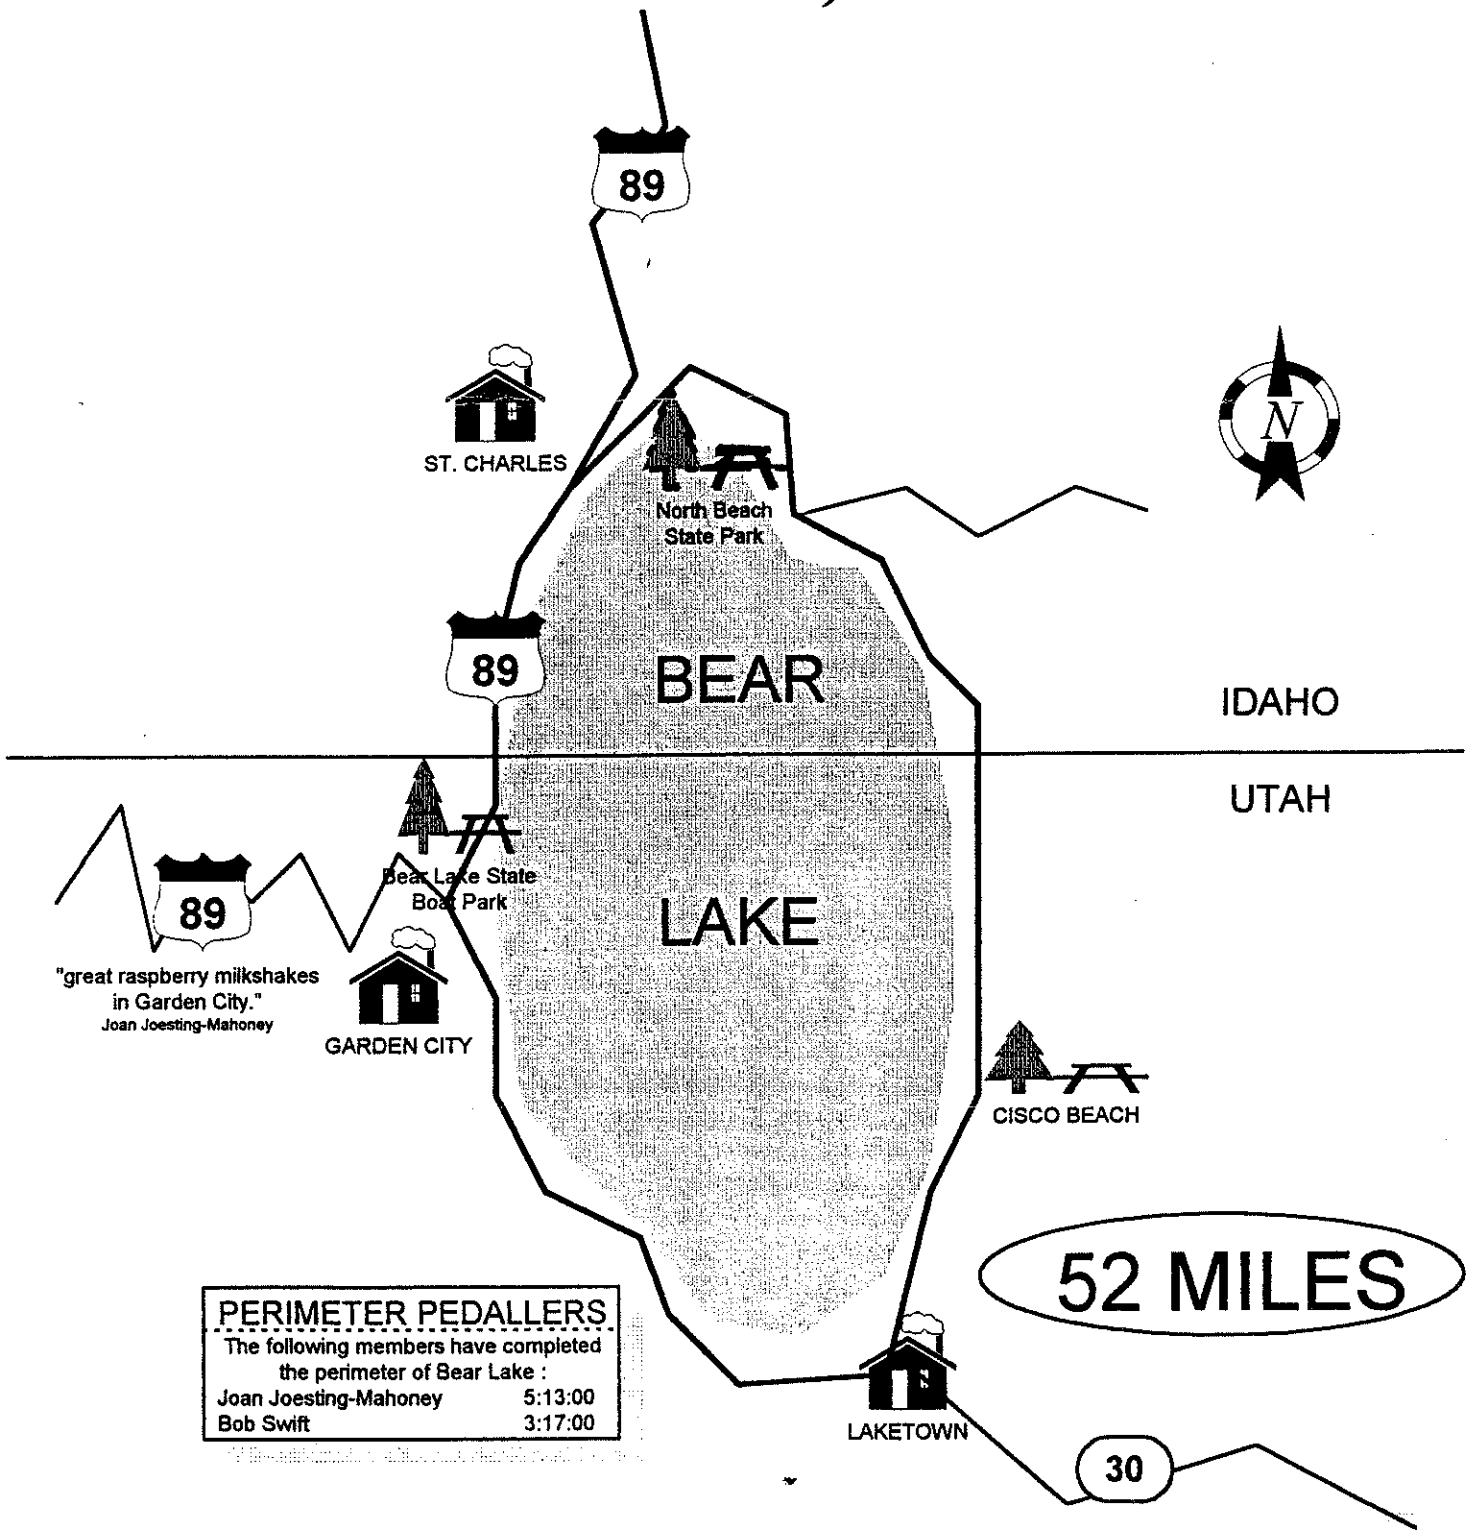 89
ST. CHARLES
N
North Beach
State Park
89
BEAR
IDAHO
UTAH
Bear Lake State
Boat Park
89
LAKE
"great raspberry milkshakes
in Garden City."
Joan Joesting-Mahoney
GARDEN CITY
CISCO BEACH
52 MILES
PERIMETER PEDALLERS
The following members have completed
the perimeter of Bear Lake :
Joan Joesting-Mahoney 5:13:00
Bob Swift 3:17:00
LAKETOWN
30